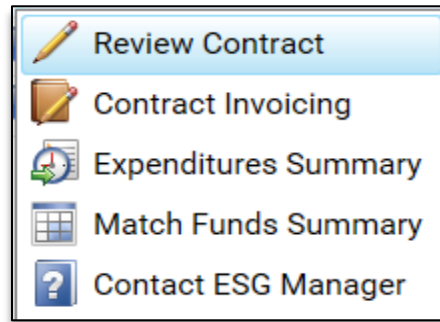 Review Contract
Contract Invoicing
Expenditures Summary
Match Funds Summary
Contact ESG Manager